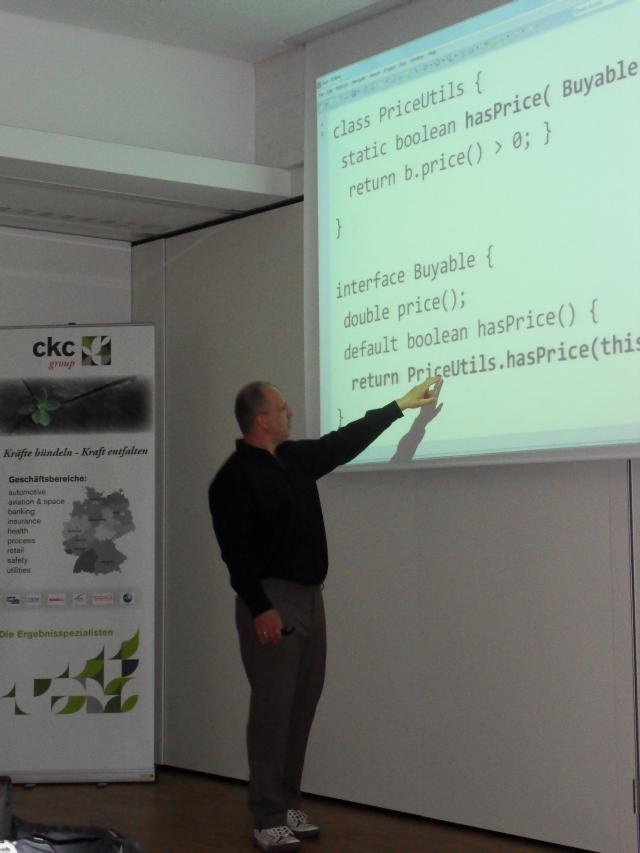 class PriceUtils {
static boolean hasPrice( Buyable
return b.price() > 0; }
}
interface Buyable {
double price();
default boolean hasPrice() {
return PriceUtils.hasPrice(this
}
ckc
group
Kräfte bündeln - Kraft entfalten
Geschäftsbereiche:
automotive
aviation & space
banking
insurance
health
process
retail
safety
utilities
Die Ergebnisspezialisten